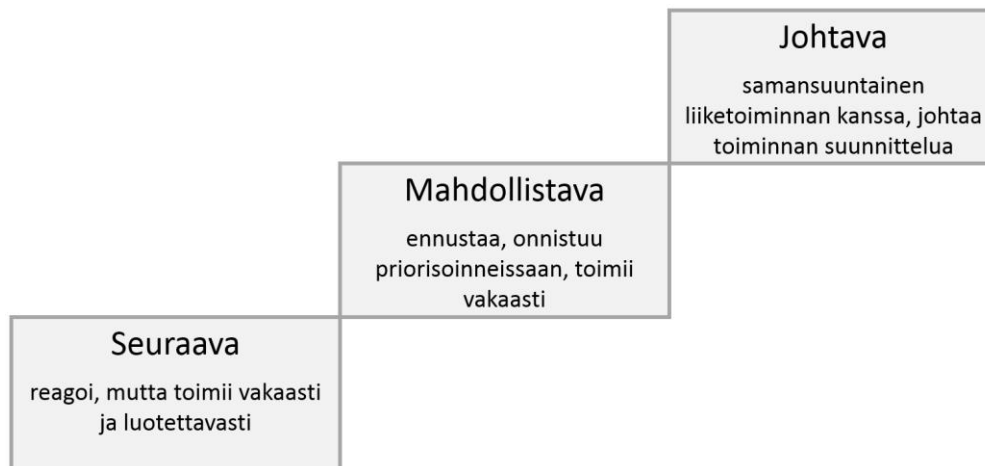 Johtava
samansuuntainen
liiketoiminnan kanssa, johtaa
toiminnan suunnittelua
Mahdollistava
ennustaa, onnistuu
priorisoinneissaan, toimii
vakaasti
Seuraava
reagoi, mutta toimii vakaasti
ja luotettavasti